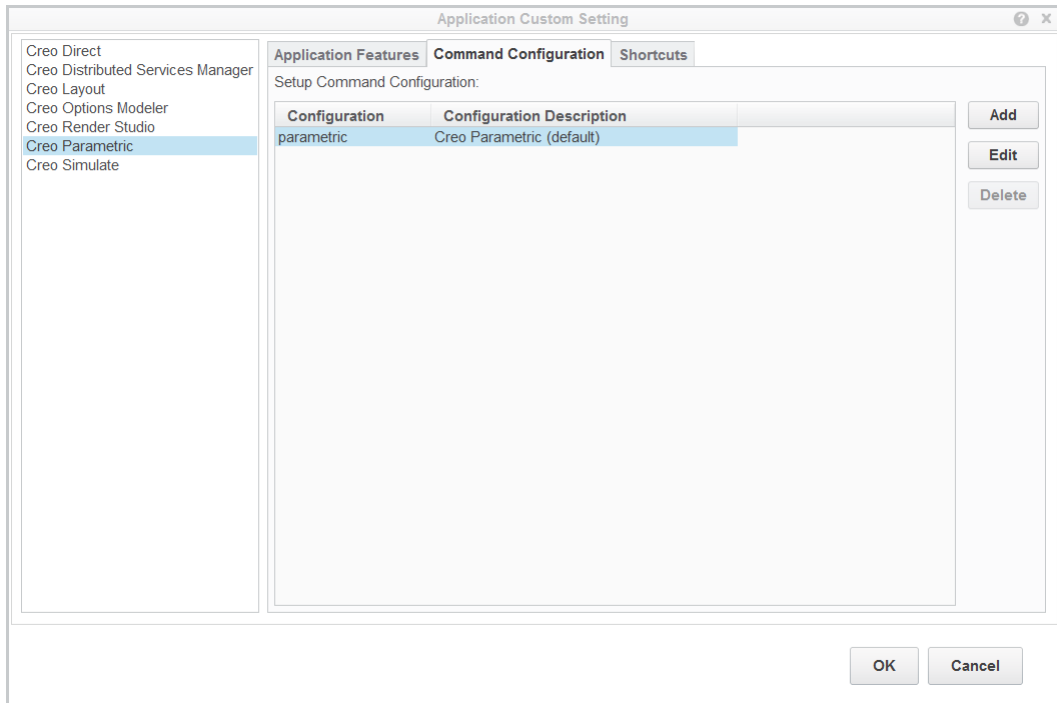 Application Custom Setting
Creo Direct
Creo Distributed Services Manager
Creo Layout
Creo Options Modeler
Creo Render Studio
Creo Parametric
Creo Simulate
Application Features Command Configuration Shortcuts
Setup Command Configuration:
Configuration Configuration Description
parametric Creo Parametric (default)
Add
Edit
Delete
OK Cancel